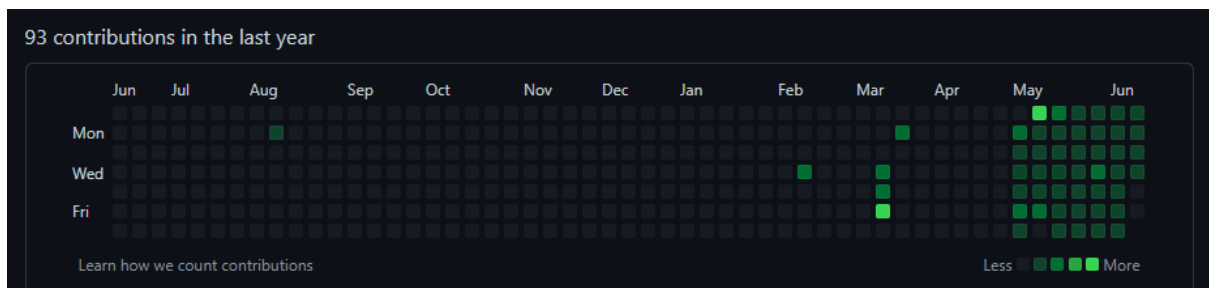 93 contributions in the last year
Jun Jul Aug Sep Oct Nov Dec Jan Feb Mar Apr May Jun
Mon
Wed
Fri
Learn how we count contributions
Less More